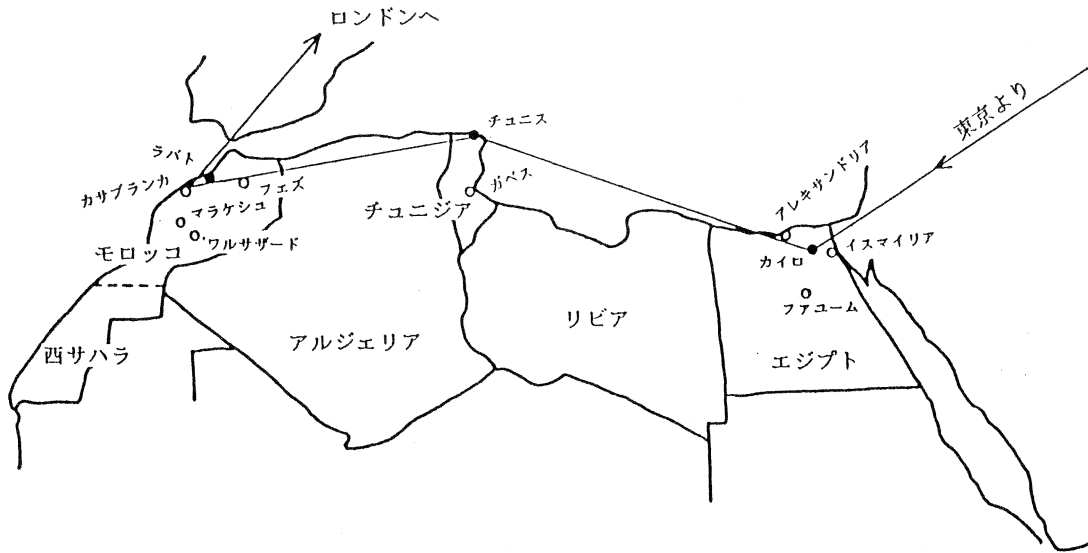 ロンドンへ
東京より
チュニス
ラバト
カサブランカ
フェズ
ガベス
アレキサンドリア
チュニジア
マラケシュ
ワルサザード
モロッコ
カイロ
イスマイリア
ファユーム
リビア
アルジェリア
西サハラ
エジプト